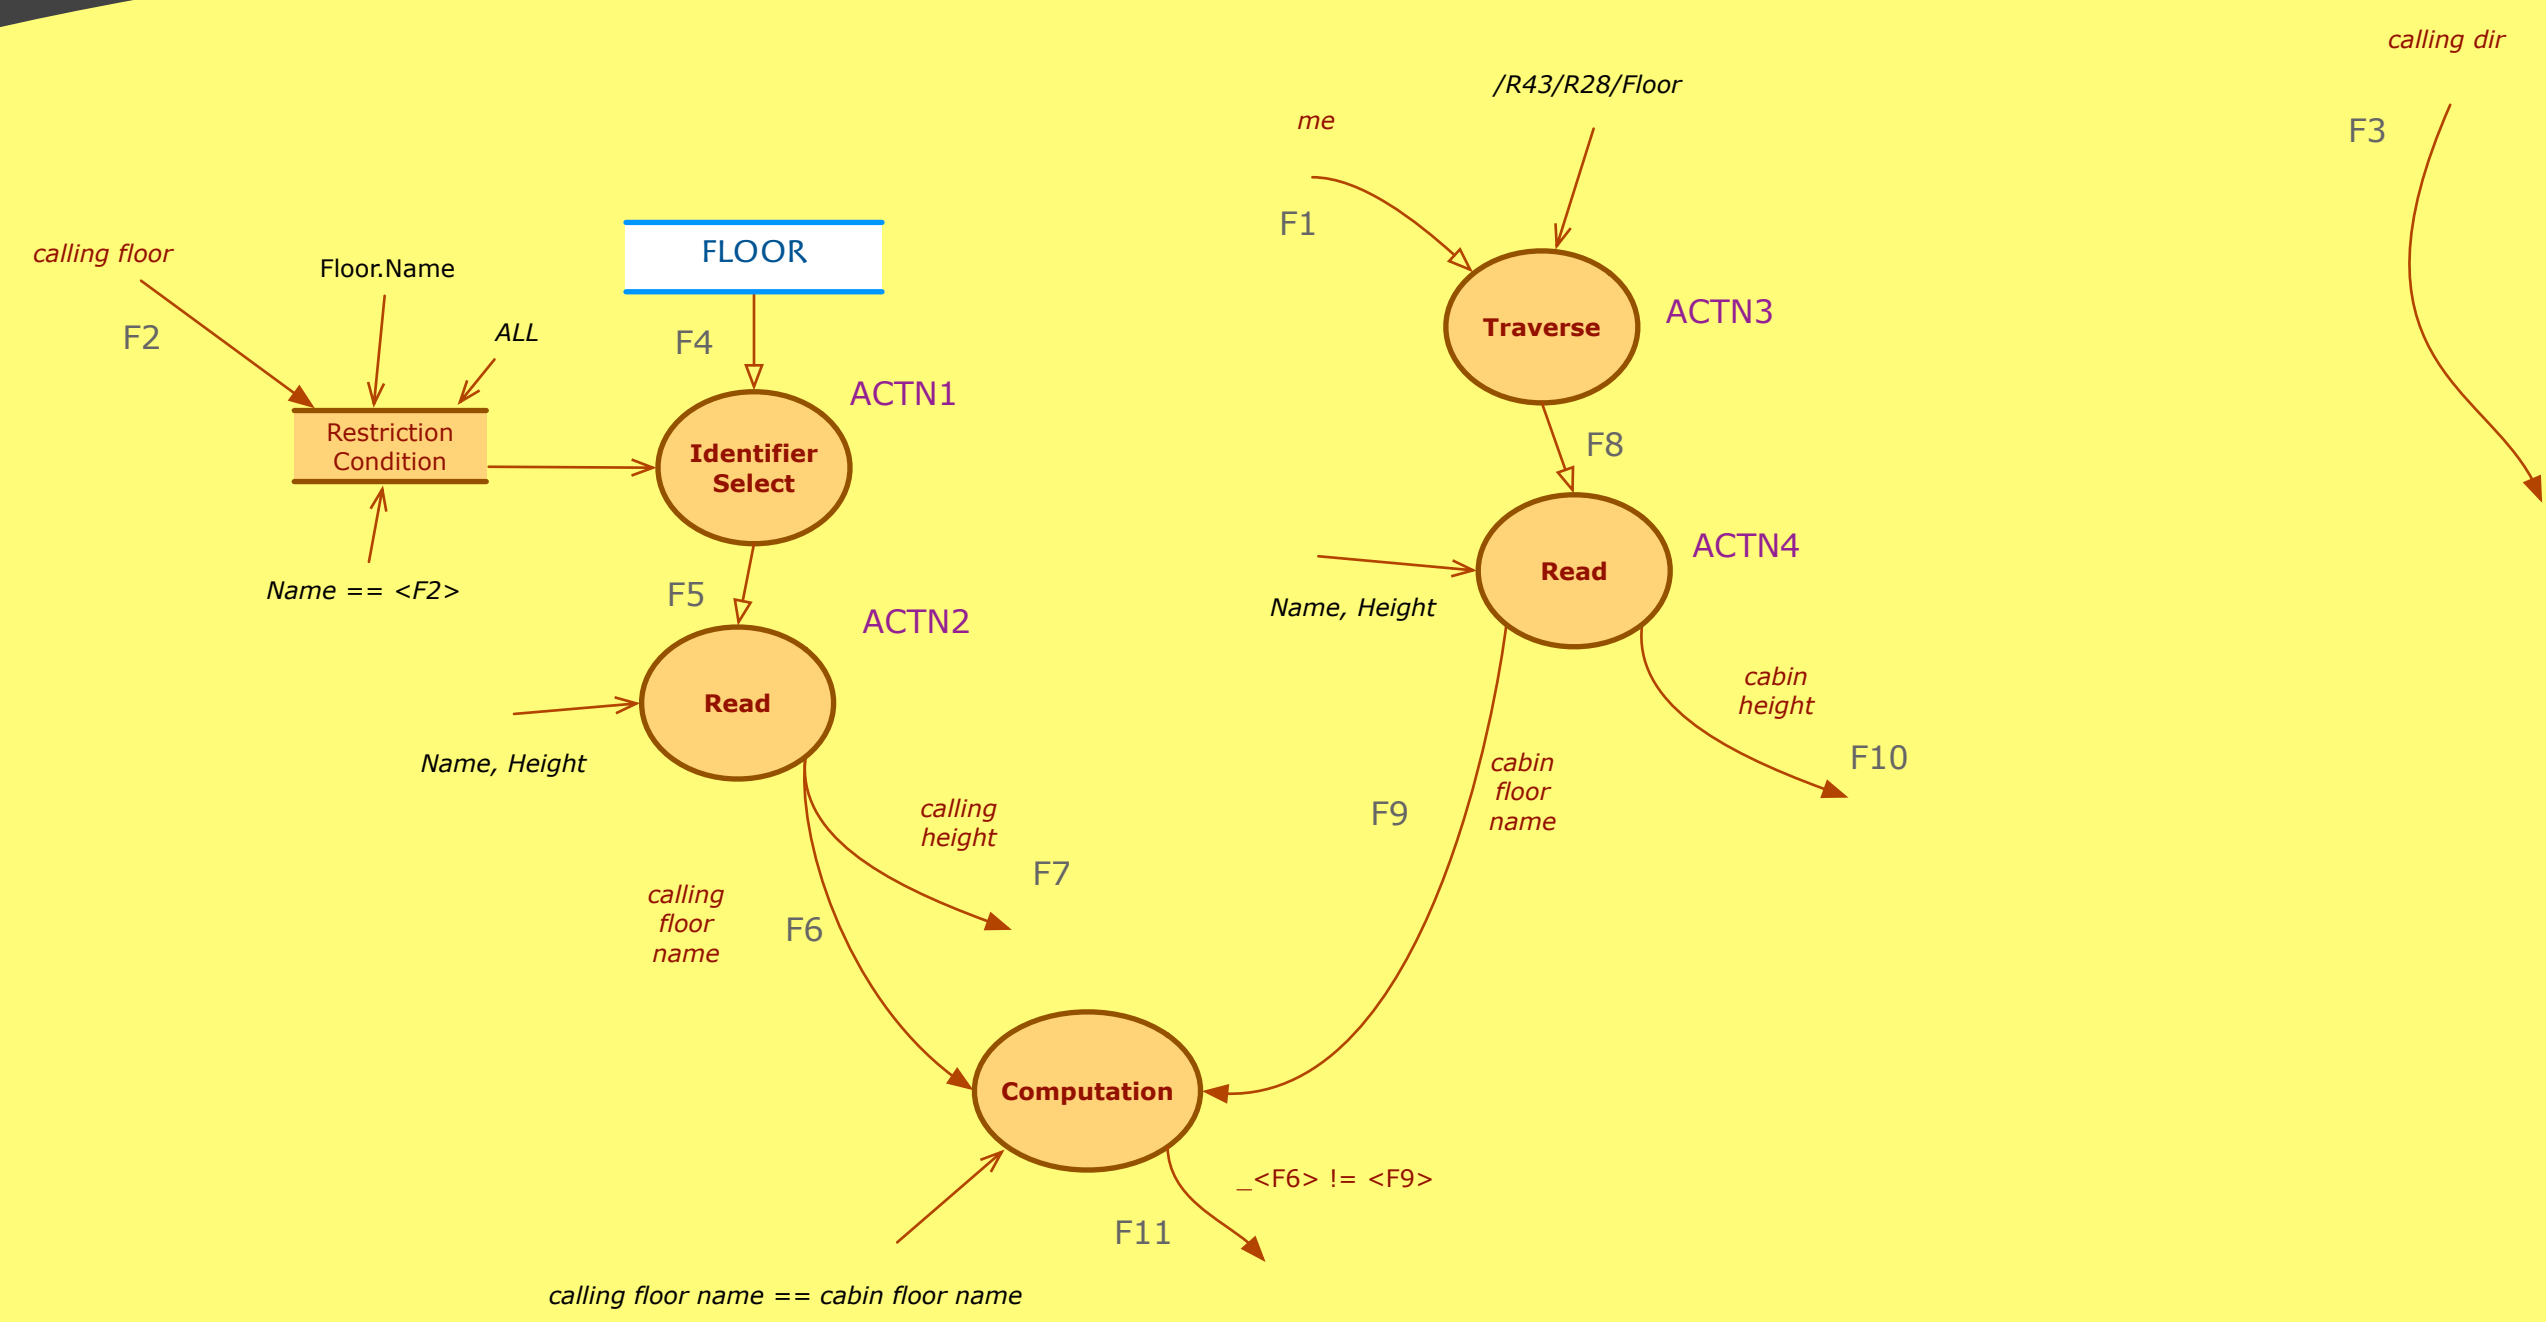 calling dir
/R43/R28/Floor
me
F3
F1
FLOOR
calling floor
Floor.Name
ALL
F2
F4
ACTN3
Traverse
ACTN1
Restriction
Condition
Identifier
Select
F8
ACTN4
Read
Name == <F2>
F5
ACTN2
Name, Height
Read
Name, Height
cabin
height
F10
cabin
floor
name
F9
calling
height
F7
calling
floor
name
F6
Computation
_<F6> != <F9>
F11
calling floor name == cabin floor name